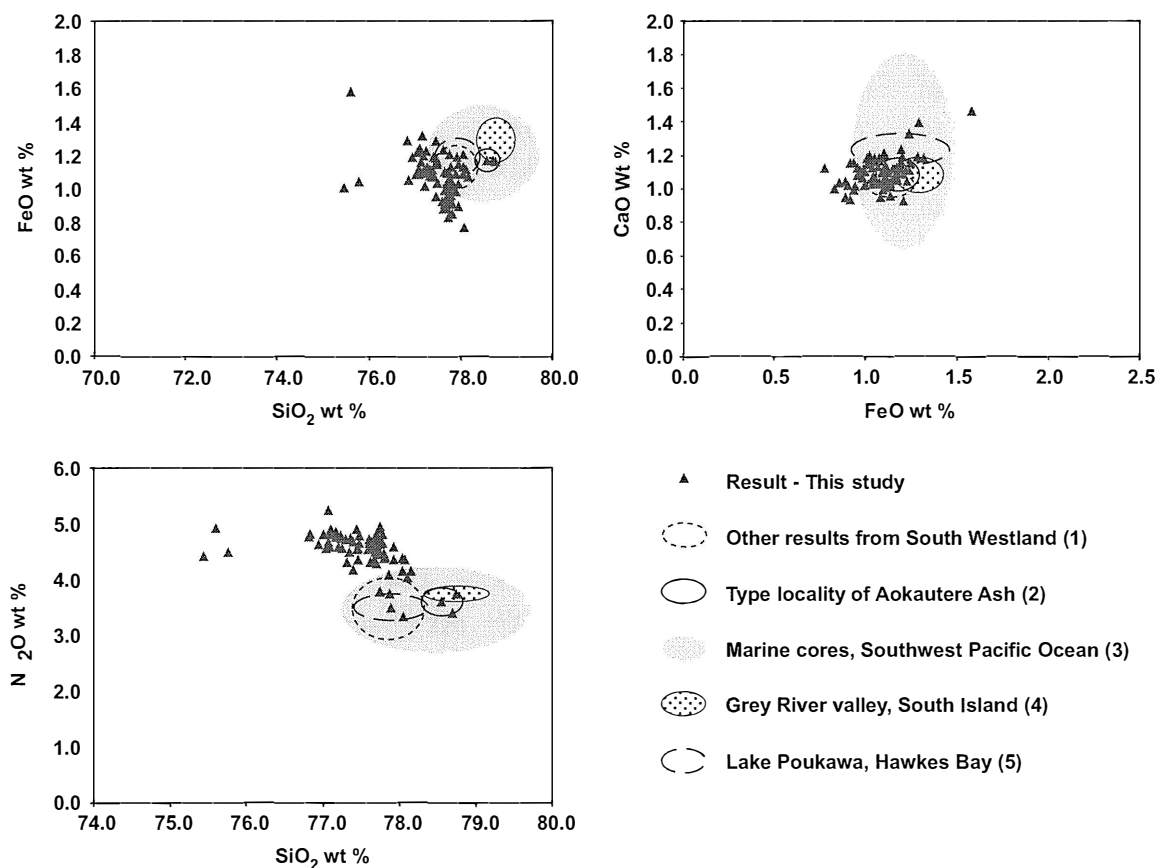 2.0
1.8
1.6
1.4
1.2
1.0
0.8
0.6
0.4
0.2
0.0
FeO wt %
70.0 72.0 74.0 76.0 78.0 80.0
SiO2 wt %
2.0
1.8
1.6
1.4
1.2
1.0
0.8
0.6
0.4
0.2
0.0
CaO Wt %
0.0 0.5 1.0 1.5 2.0 2.5
FeO wt %
6.0
5.0
4.0
3.0
2.0
1.0
0.0
N 2O wt %
74.0 75.0 76.0 77.0 78.0 79.0 80.0
SiO2 wt %
Result - This study
Other results from South Westland (1)
Type locality of Aokautere Ash (2)
Marine cores, Southwest Pacific Ocean (3)
Grey River valley, South Island (4)
Lake Poukawa, Hawkes Bay (5)